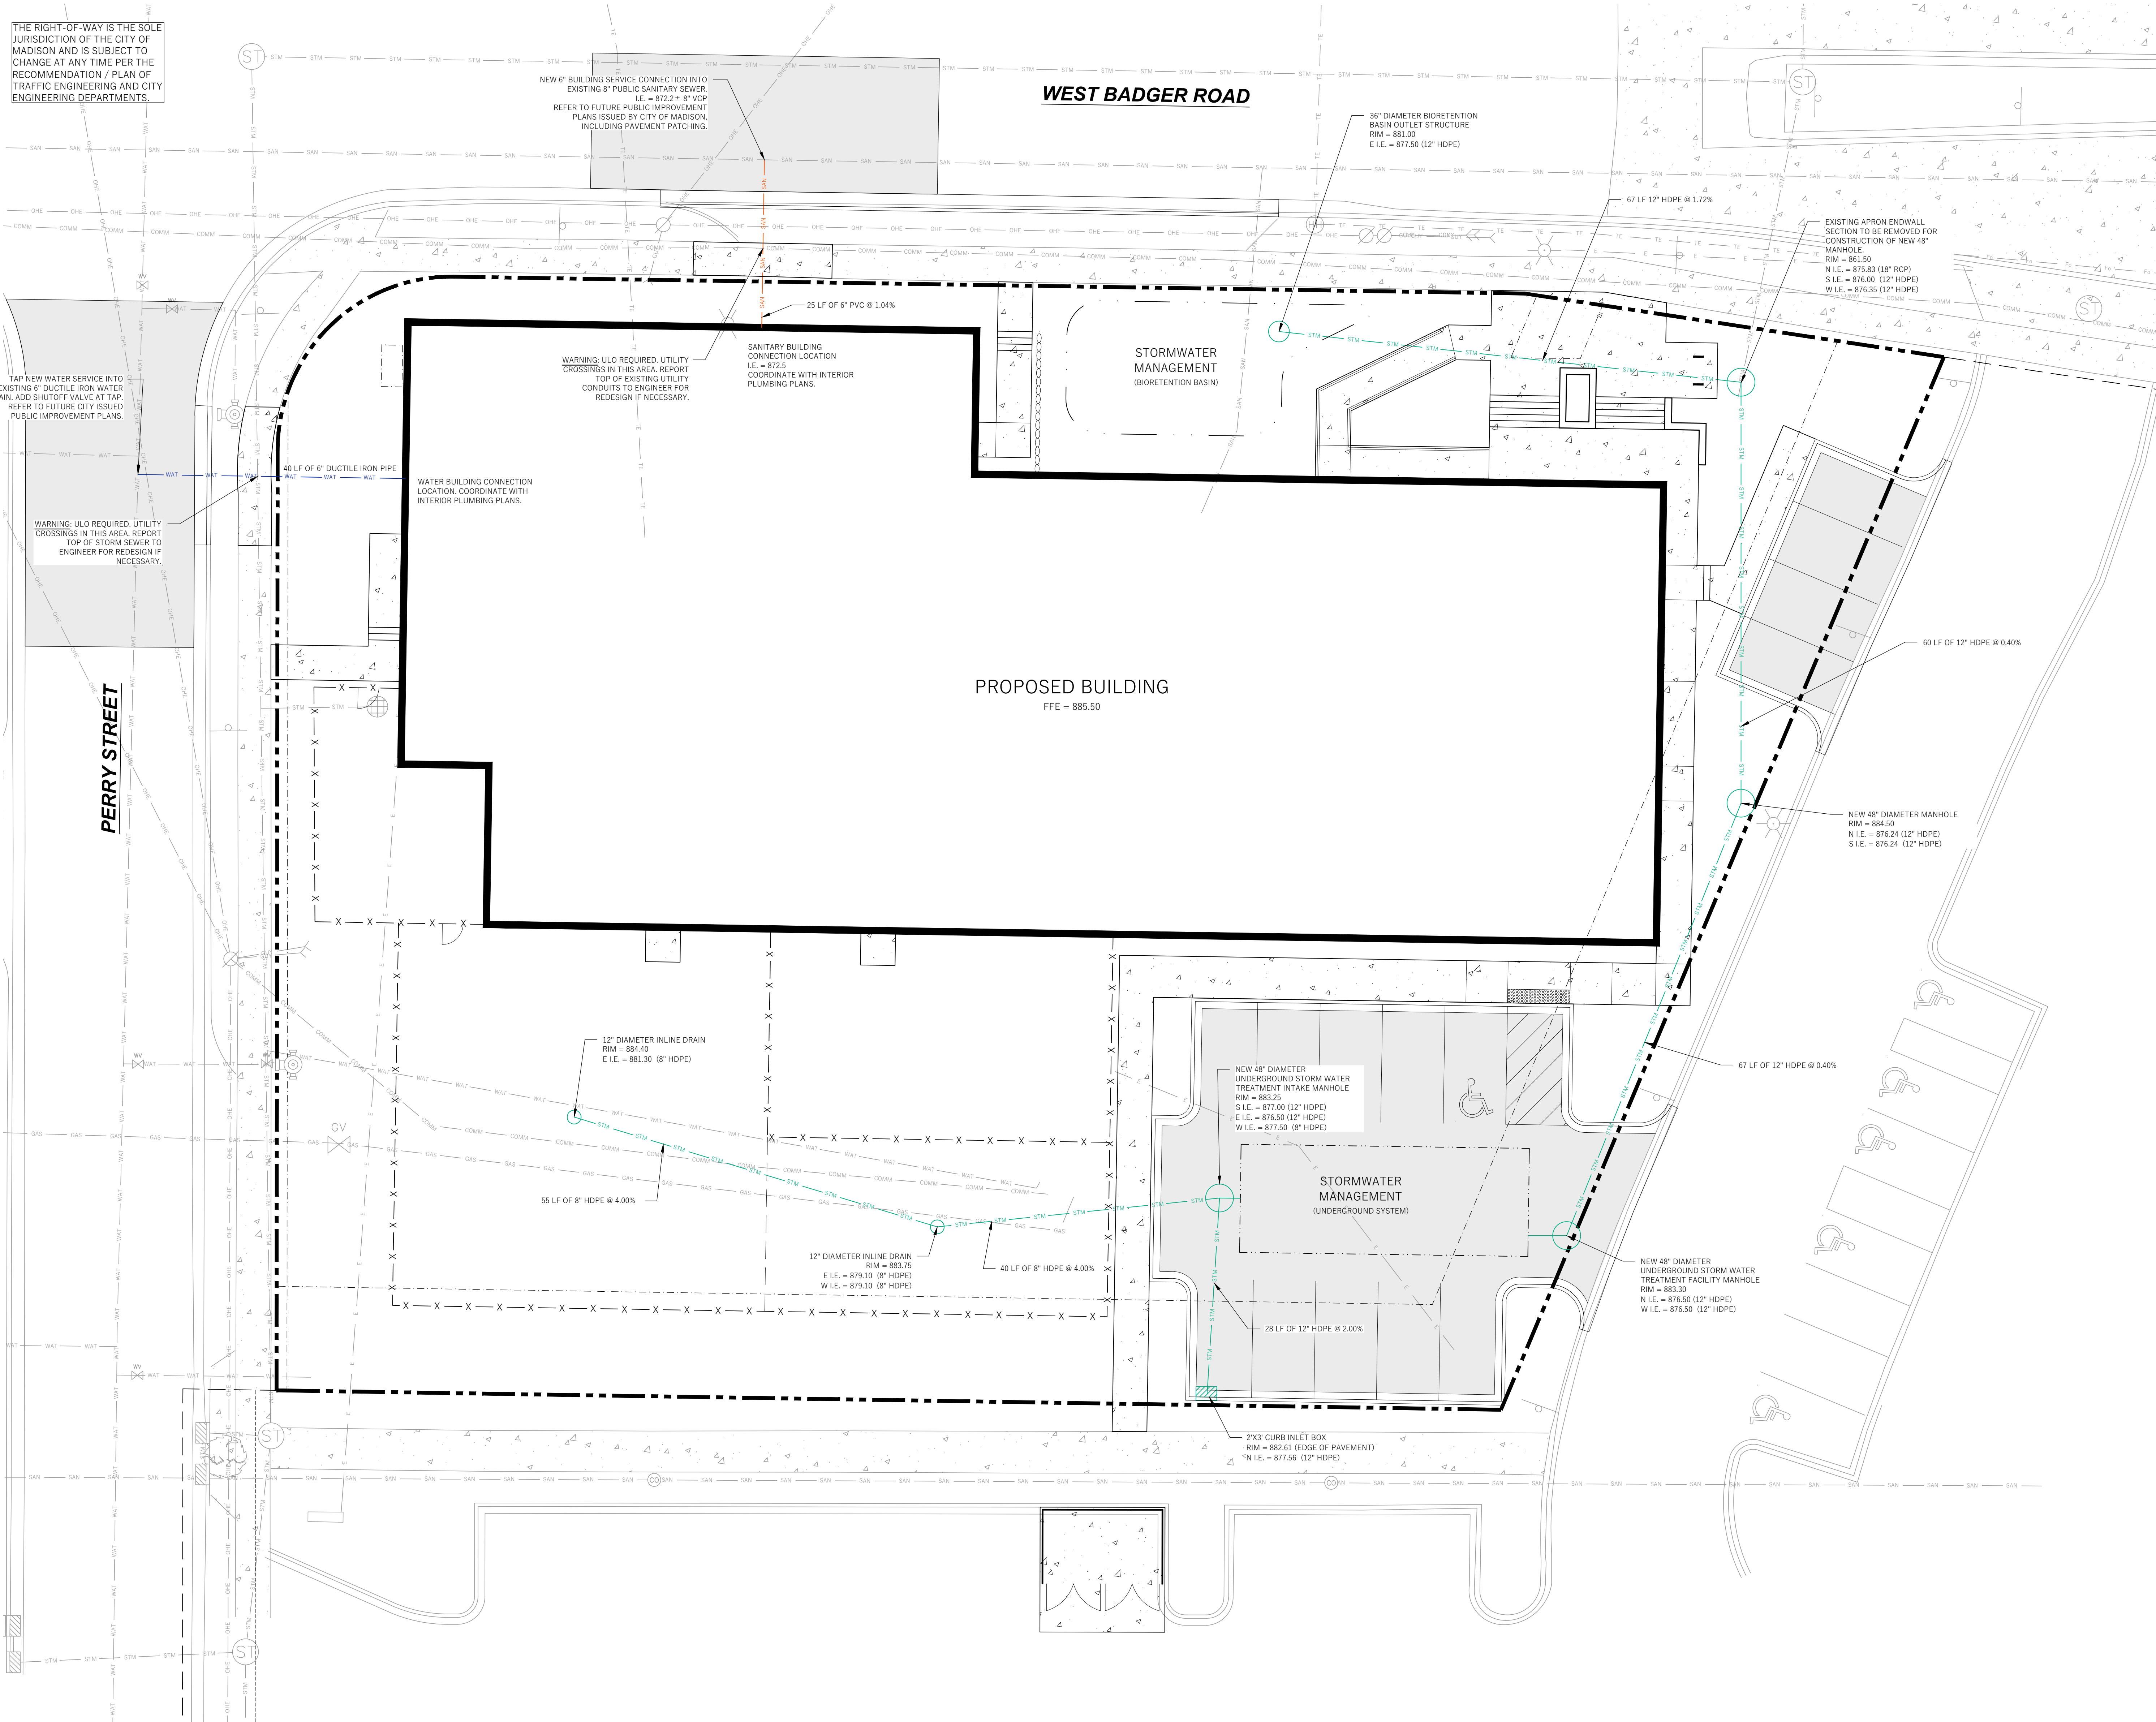 THE RIGHT-OF-WAY IS THE SOLE
JURISDICTION OF THE CITY OF
MADISON AND IS SUBJECT TO
CHANGE AT ANY TIME PER THE
RECOMMENDATION / PLAN OF
TRAFFIC ENGINEERING AND CITY
ENGINEERING DEPARTMENTS.
NEW 6" BUILDING SERVICE CONNECTION INTO
EXISTING 8" PUBLIC SANITARY SEWER.
I.E. = 872.2± 8" VCP
REFER TO FUTURE PUBLIC IMPROVEMENT
PLANS ISSUED BY CITY OF MADISON,
INCLUDING PAVEMENT PATCHING.
WEST BADGER ROAD
36" DIAMETER BIORETENTION
BASIN OUTLET STRUCTURE
RIM = 881.00
E I.E. = 877.50 (12" HDPE)
67 LF 12" HDPE @ 1.72%
EXISTING APRON ENDWALL
SECTION TO BE REMOVED FOR
CONSTRUCTION OF NEW 48"
MANHOLE.
RIM = 861.50
N I.E. = 875.83 (18" RCP)
S I.E. = 876.00 (12" HDPE)
W I.E. = 876.35 (12" HDPE)
25 LF OF 6" PVC @ 1.04%
WARNING: ULO REQUIRED. UTILITY
CROSSINGS IN THIS AREA. REPORT
TOP OF EXISTING UTILITY
CONDUITS TO ENGINEER FOR
REDESIGN IF NECESSARY.
SANITARY BUILDING
CONNECTION LOCATION
I.E. = 872.5
COORDINATE WITH INTERIOR
PLUMBING PLANS.
STORMWATER
MANAGEMENT
(BIORETENTION BASIN)
TAP NEW WATER SERVICE INTO
EXISTING 6" DUCTILE IRON WATER
AIN. ADD SHUTOFF VALVE AT TAP.
REFER TO FUTURE CITY ISSUED
PUBLIC IMPROVEMENT PLANS.
40 LF OF 6" DUCTILE IRON PIPE
WATER BUILDING CONNECTION
LOCATION. COORDINATE WITH
INTERIOR PLUMBING PLANS.
WARNING: ULO REQUIRED. UTILITY
CROSSINGS IN THIS AREA. REPORT
TOP OF STORM SEWER TO
ENGINEER FOR REDESIGN IF
NECESSARY.
60 LF OF 12" HDPE @ 0.40%
PROPOSED BUILDING
FFE = 885.50
PERRY STREET
NEW 48" DIAMETER MANHOLE
RIM = 884.50
N I.E. = 876.24 (12" HDPE)
S I.E. = 876.24 (12" HDPE)
12" DIAMETER INLINE DRAIN
RIM = 884.40
E I.E. = 881.30 (8" HDPE)
67 LF OF 12" HDPE @ 0.40%
NEW 48" DIAMETER
UNDERGROUND STORM WATER
TREATMENT INTAKE MANHOLE
RIM = 883.25
S I.E. = 877.00 (12" HDPE)
E I.E. = 876.50 (12" HDPE)
W I.E. = 877.50 (8" HDPE)
GV
55 LF OF 8" HDPE @ 4.00%
STORMWATER
MANAGEMENT
(UNDERGROUND SYSTEM)
12" DIAMETER INLINE DRAIN
RIM = 883.75
E I.E. = 879.10 (8" HDPE)
W I.E. = 879.10 (8" HDPE)
40 LF OF 8" HDPE @ 4.00%
NEW 48" DIAMETER
UNDERGROUND STORM WATER
TREATMENT FACILITY MANHOLE
RIM = 883.30
N I.E. = 876.50 (12" HDPE)
W I.E. = 876.50 (12" HDPE)
28 LF OF 12" HDPE @ 2.00%
2'X3' CURB INLET BOX
RIM = 882.61 (EDGE OF PAVEMENT)
N I.E. = 877.56 (12" HDPE)